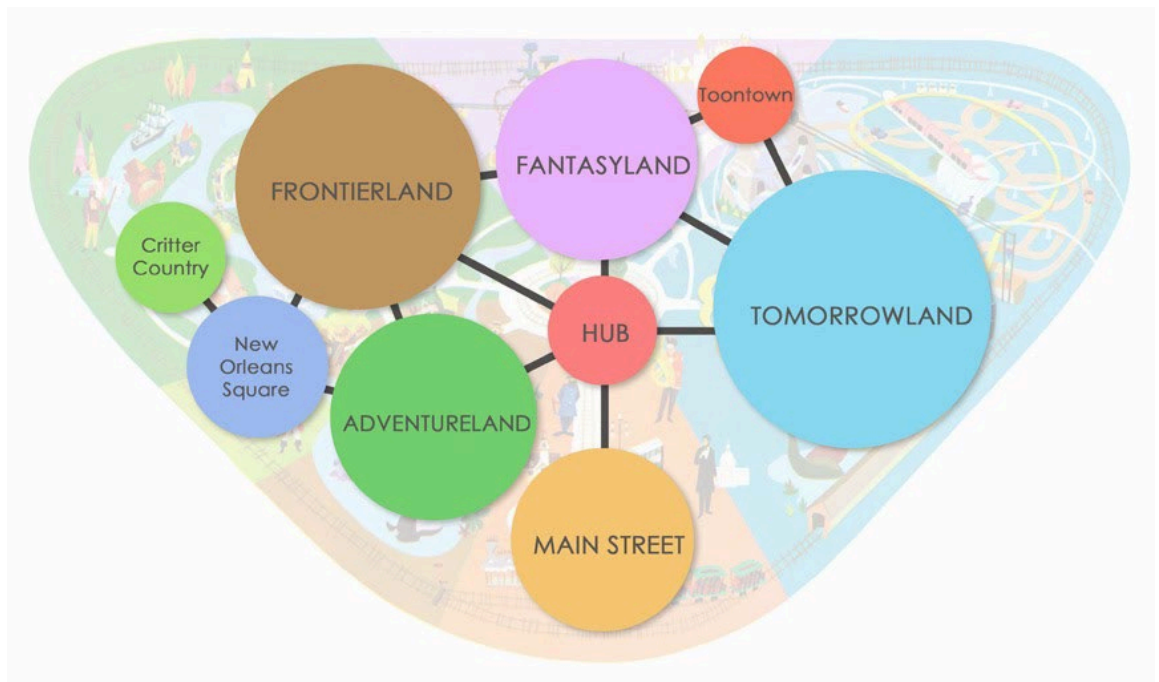 Toontown
FANTASYLAND
FRONTIERLAND
Critter
Country
TOMORROWLAND
HUB
New
Orleans
Square
ADVENTURELAND
MAIN STREET